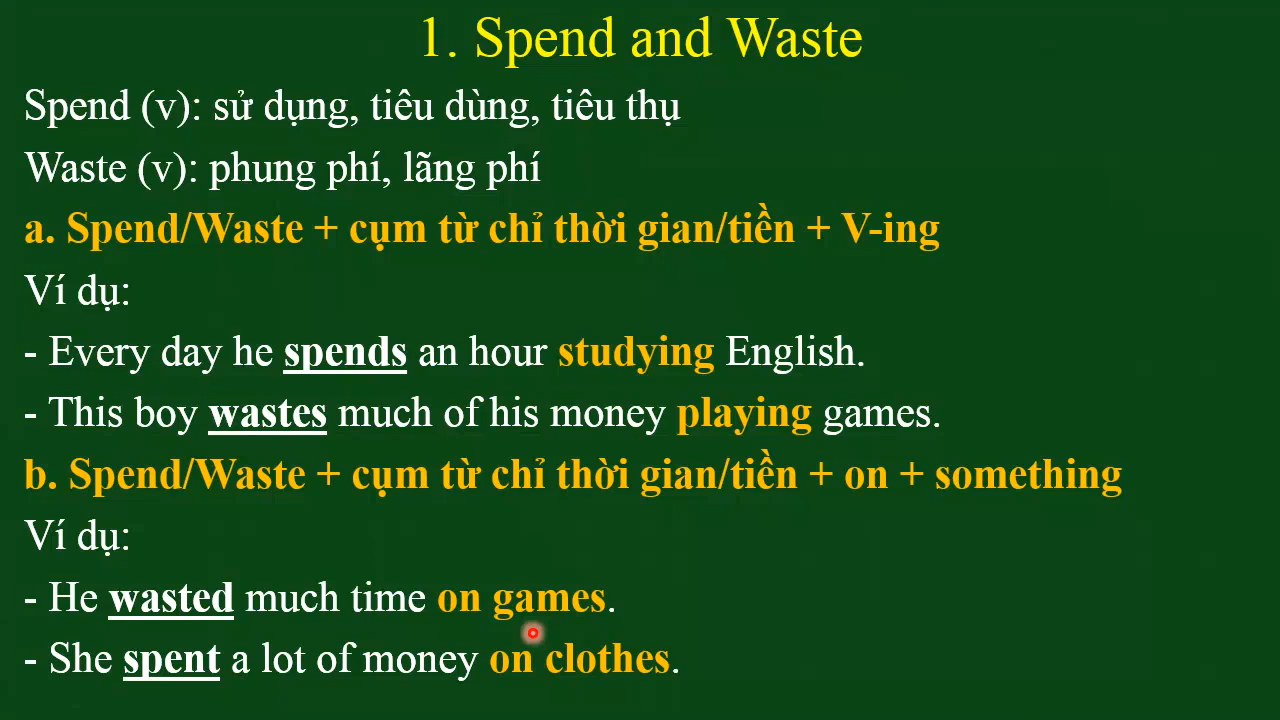 1. Spend and Waste
Spend (v): sử dụng, tiêu dùng, tiêu thụ
Waste (v): phung phí, lãng phí
a. Spend/Waste + cụm từ chỉ thời gian/tiền + V-ing
Ví dụ:
- Every day he spends an hour studying English.
- This boy wastes much of his money playing games.
b. Spend/Waste + cụm từ chỉ thời gian/tiền + on + something
Ví dụ:
- He wasted much time on games.
- She spent a lot of money on clothes.